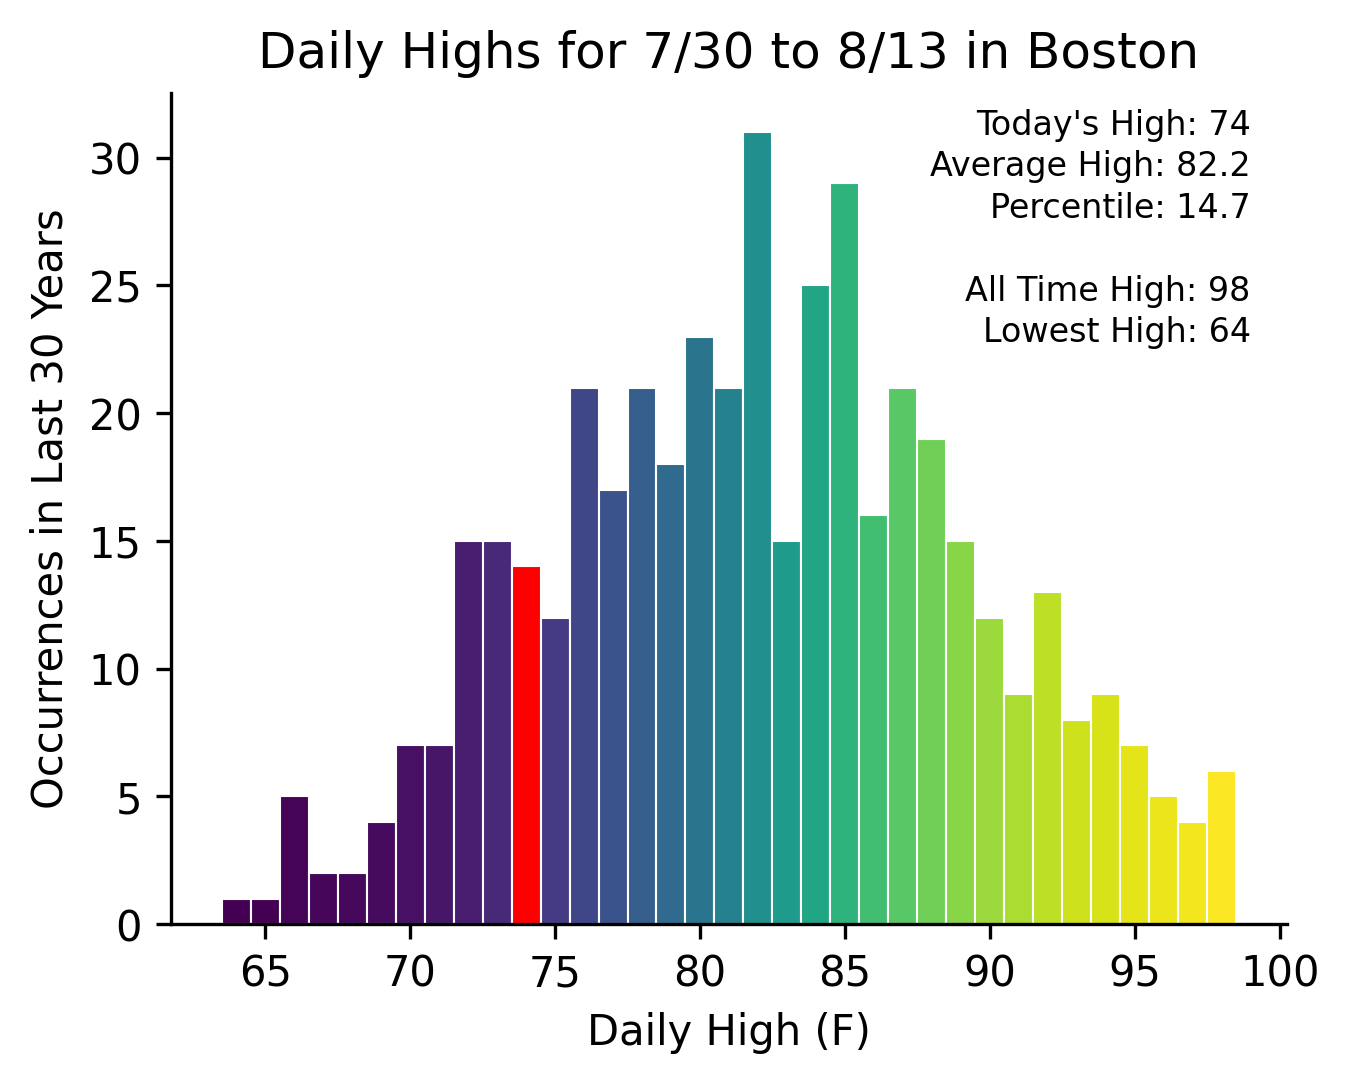 Daily Highs for 7/30 to 8/13 in Boston
Today's High: 74
Average High: 82.2
Percentile: 14.7
All Time High: 98
Lowest High: 64
Occurrences in Last 30 Years
30
25
20
15
10
5
0
65 70 75 80 85 90 95 100
Daily High (F)